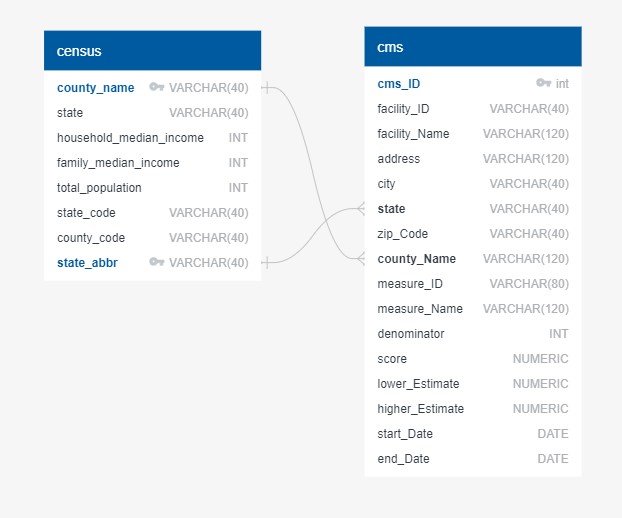 census
county_name VARCHAR(40)
state VARCHAR(40)
household_median_income INT
family_median_income INT
total_population INT
state_code VARCHAR(40)
county_code VARCHAR(40)
state_abbr VARCHAR(40)
cms
cms_ID int
facility_ID VARCHAR(40)
facility_Name VARCHAR(120)
address VARCHAR(120)
city VARCHAR(40)
state VARCHAR(40)
zip_Code VARCHAR(40)
county_Name VARCHAR(120)
measure_ID VARCHAR(80)
measure_Name VARCHAR(120)
denominator INT
score NUMERIC
lower_Estimate NUMERIC
higher_Estimate NUMERIC
start_Date DATE
end_Date DATE